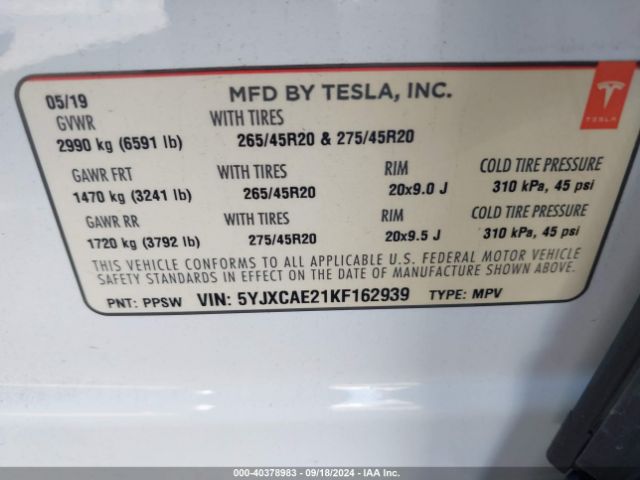 05/19 MFD BY TESLA, INC.
TESLA
GVWR WITH TIRES
2990 kg (6591 lb) 265/45R20 & 275/45R20
GAWR FRT WITH TIRES RIM COLD TIRE PRESSURE
1470 kg (3241 lb) 265/45R20 20x9.0 J 310 kPa, 45 psi
GAWR RR WITH TIRES RIM COLD TIRE PRESSURE
1720 kg (3792 lb) 275/45R20 20x9.5 J 310 kPa, 45 psi
THIS VEHICLE CONFORMS TO ALL APPLICABLE U.S. FEDERAL MOTOR VEHICLE
SAFETY STANDARDS IN EFFECT ON THE DATE OF MANUFACTURE SHOWN ABOVE.
PNT: PPSW VIN: 5YJXCAE21KF162939 TYPE: MPV
000-40378983 - 09/18/2024 - IAA Inc.